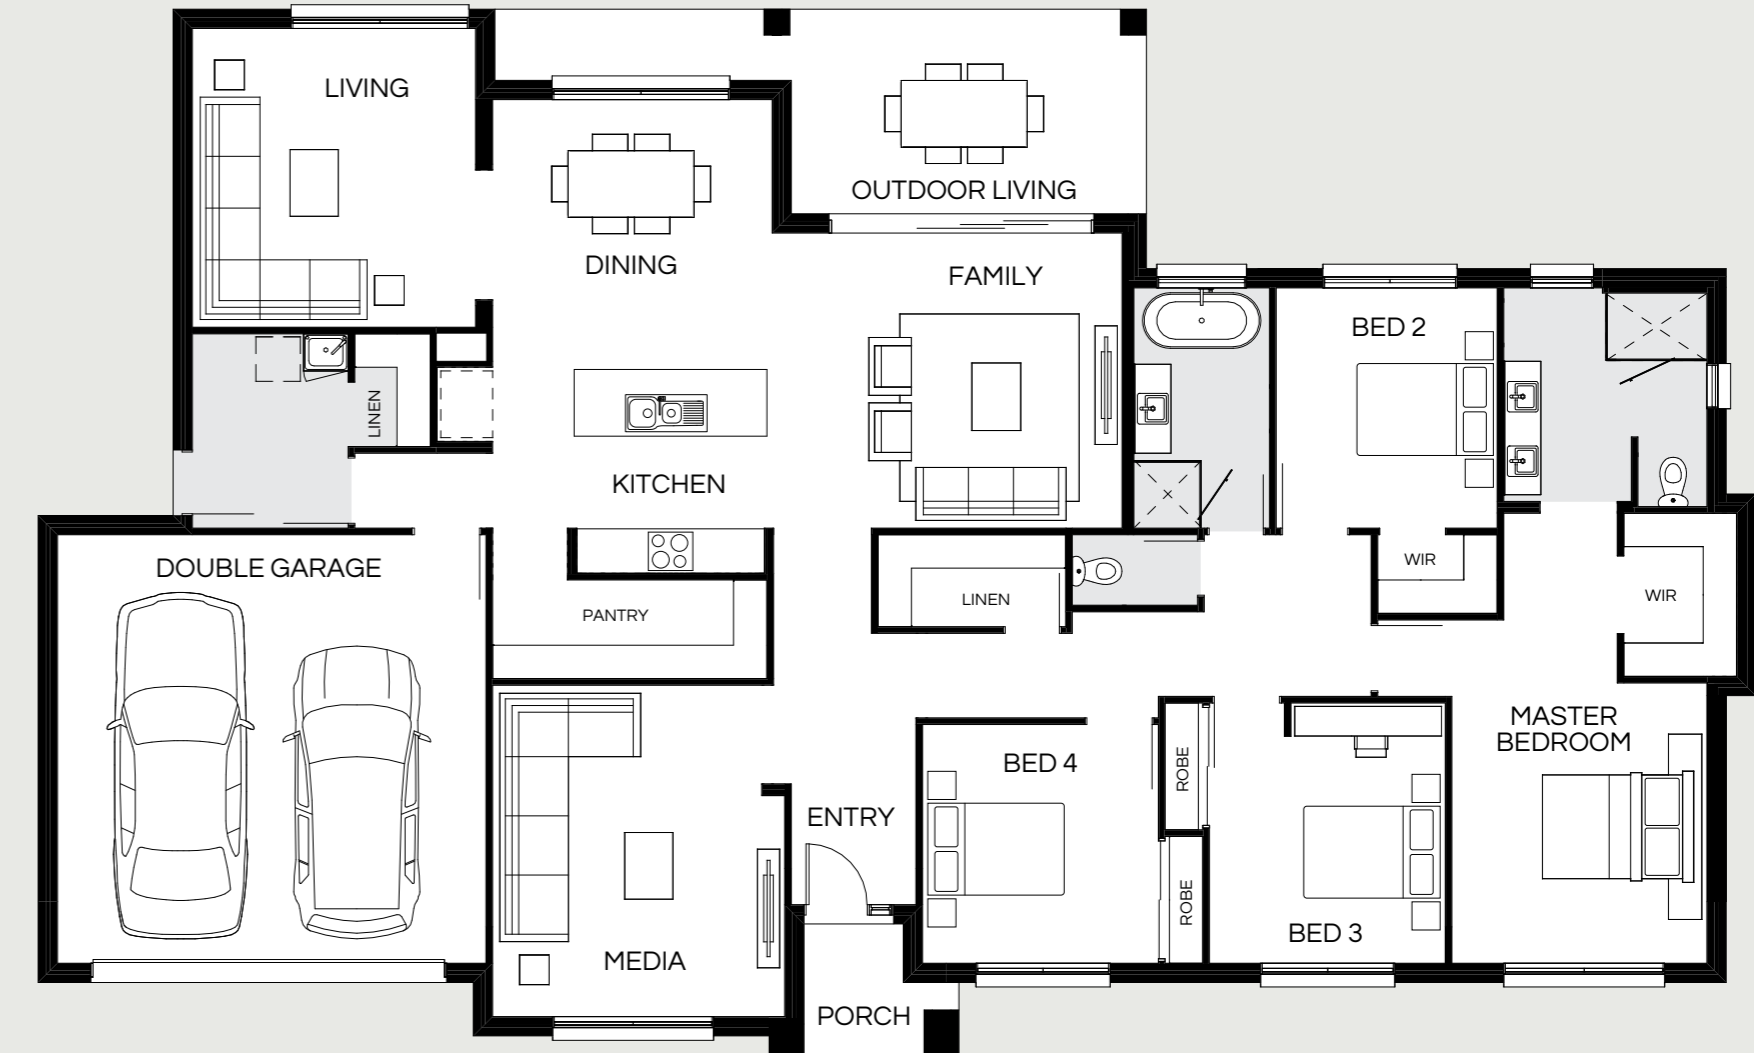 LIVING
OUTDOOR LIVING
DINING
FAMILY
BED 2
LINEN
KITCHEN
DOUBLE GARAGE
WIR
PANTRY
LINEN
WIR
MASTER
BEDROOM
BED 4
ROBE
ENTRY
ROBE
BED 3
MEDIA
PORCH